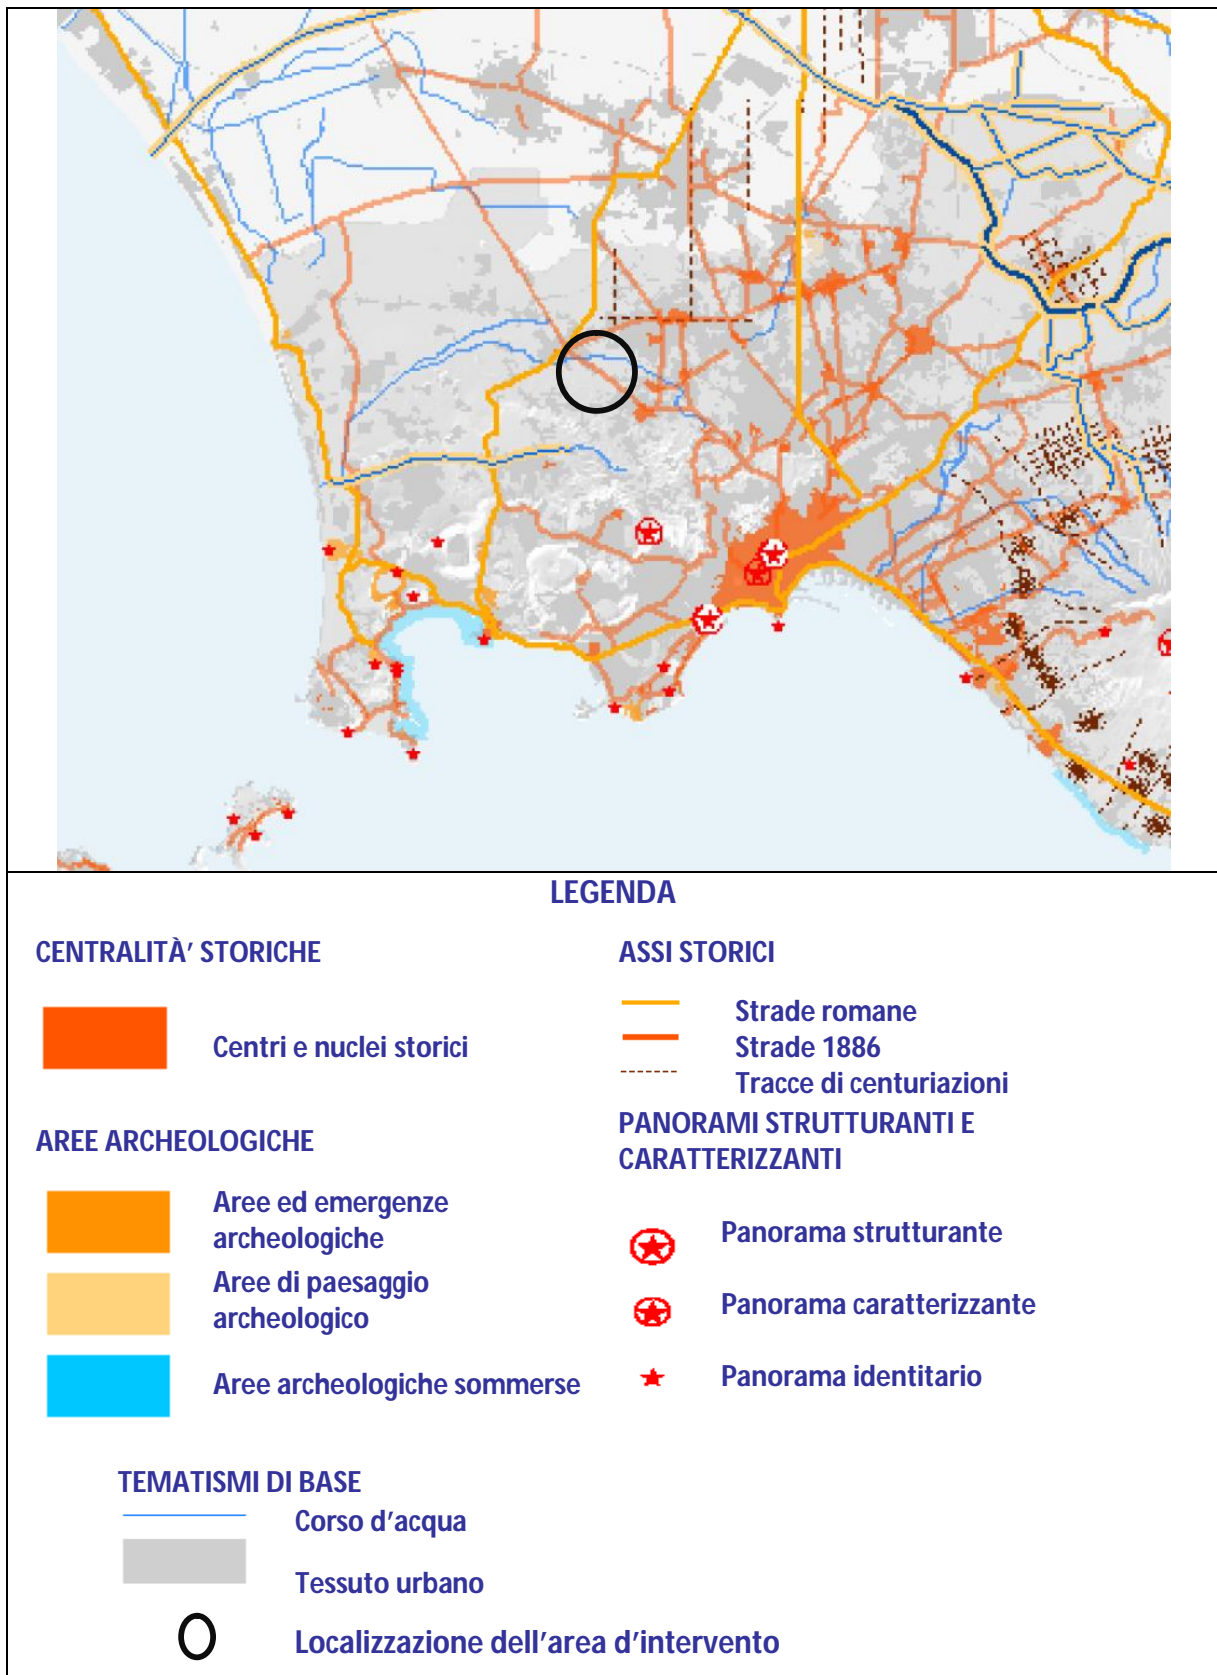 LEGENDA
CENTRALITÀ’ STORICHE
Centri e nuclei storici
AREE ARCHEOLOGICHE
Aree ed emergenze
archeologiche
Aree di paesaggio
archeologico
Aree archeologiche sommerse
ASSI STORICI
Strade romane
Strade 1886
Tracce di centuriazioni
PANORAMI STRUTTURANTI E
CARATTERIZZANTI
Panorama strutturante
Panorama caratterizzante
Panorama identitario
TEMATISMI DI BASE
Corso d’acqua
Tessuto urbano
Localizzazione dell’area d’intervento